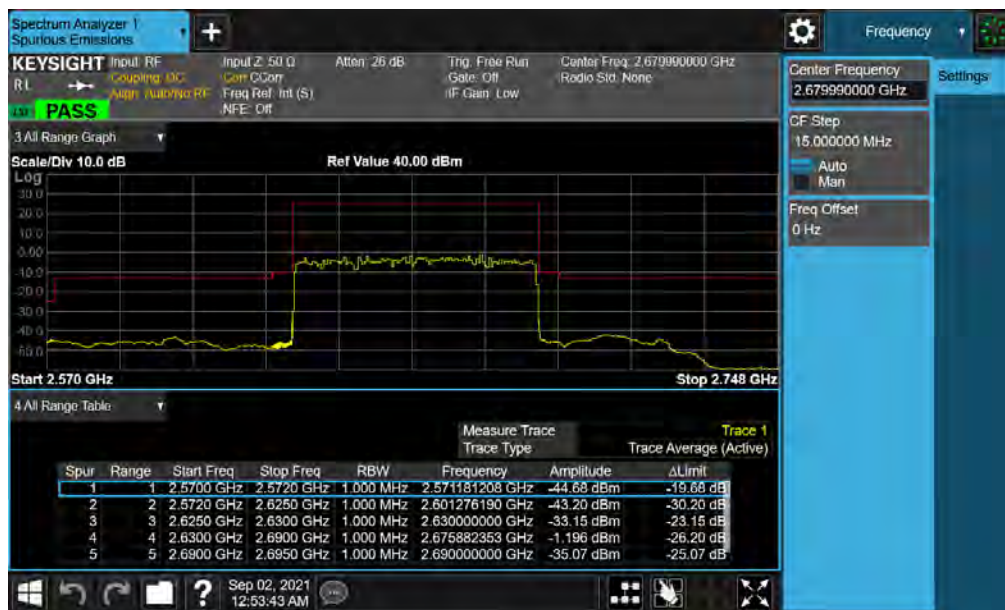 Spectrum Analyzer 1
Spurious Emissions
Frequency
KEYSIGHT
Input: RF
Input Z: 50 Ω
Atten: 26 dB
Trig: Free Run
Center Freq: 2.679990000 GHz
RL
Coupling: DC
Corr CCorr
Gate: Off
Radio Std: None
Align: Auto/No RF
Freq Ref: Int (S)
IF Gain: Low
NFE: Off
PASS
Center Frequency
2.679990000 GHz
Settings
CF Step
15.000000 MHz
Auto
Man
Freq Offset
0 Hz
3 All Range Graph
Scale/Div 10.0 dB
Ref Value 40.00 dBm
Log
30.0
20.0
10.0
0.00
-10.0
-20.0
-30.0
-40.0
-50.0
Start 2.570 GHz
Stop 2.748 GHz
4 All Range Table
Measure Trace
Trace 1
Trace Type
Trace Average (Active)
Spur Range Start Freq Stop Freq RBW Frequency Amplitude ΔLimit
1 1 2.5700 GHz 2.5720 GHz 1.000 MHz 2.571181208 GHz -44.68 dBm -19.68 dB
2 2 2.5720 GHz 2.6250 GHz 1.000 MHz 2.601276190 GHz -43.20 dBm -30.20 dB
3 3 2.6250 GHz 2.6300 GHz 1.000 MHz 2.630000000 GHz -33.15 dBm -23.15 dB
4 4 2.6300 GHz 2.6900 GHz 1.000 MHz 2.675882353 GHz -1.196 dBm -26.20 dB
5 5 2.6900 GHz 2.6950 GHz 1.000 MHz 2.690000000 GHz -35.07 dBm -25.07 dB
?
Sep 02, 2021
12:53:43 AM